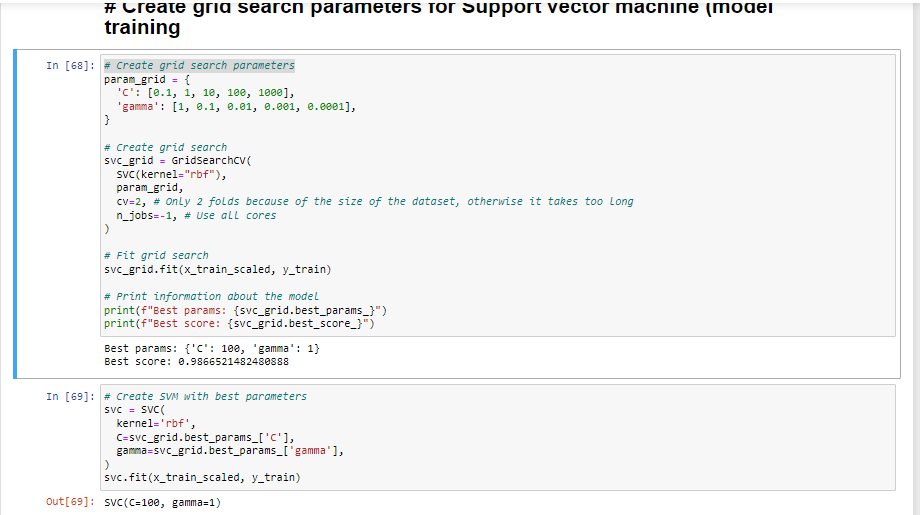 # Create grid search parameters for Support vector machine (model
training
In [68]: # Create grid search parameters
param_grid = {
  'C': [0.1, 1, 10, 100, 1000],
  'gamma': [1, 0.1, 0.01, 0.001, 0.0001],
}
# Create grid search
svc_grid = GridSearchCV(
  SVC(kernel="rbf"),
  param_grid,
  cv=2, # Only 2 folds because of the size of the dataset, otherwise it takes too long
  n_jobs=-1, # Use all cores
)
# Fit grid search
svc_grid.fit(x_train_scaled, y_train)
# Print information about the model
print(f"Best params: {svc_grid.best_params_}")
print(f"Best score: {svc_grid.best_score_}")
Best params: {'C': 100, 'gamma': 1}
Best score: 0.9866521482480888
In [69]: # Create SVM with best parameters
svc = SVC(
  kernel='rbf',
  C=svc_grid.best_params_['C'],
  gamma=svc_grid.best_params_['gamma'],
)
svc.fit(x_train_scaled, y_train)
Out[69]: SVC(C=100, gamma=1)